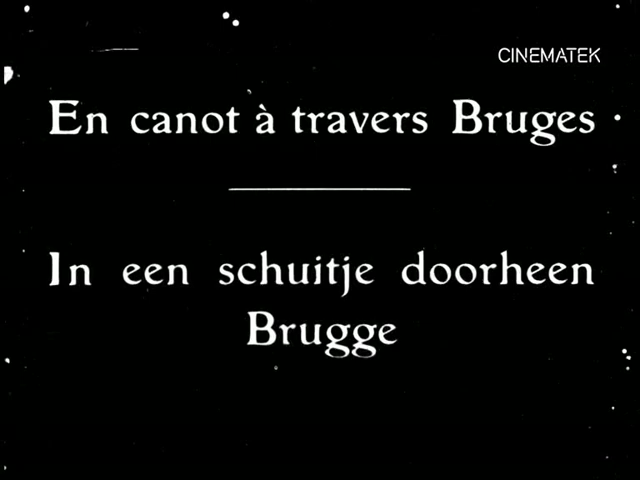 CINEMATEK
En canot à travers Bruges
In een schuitje doorheen
Brugge